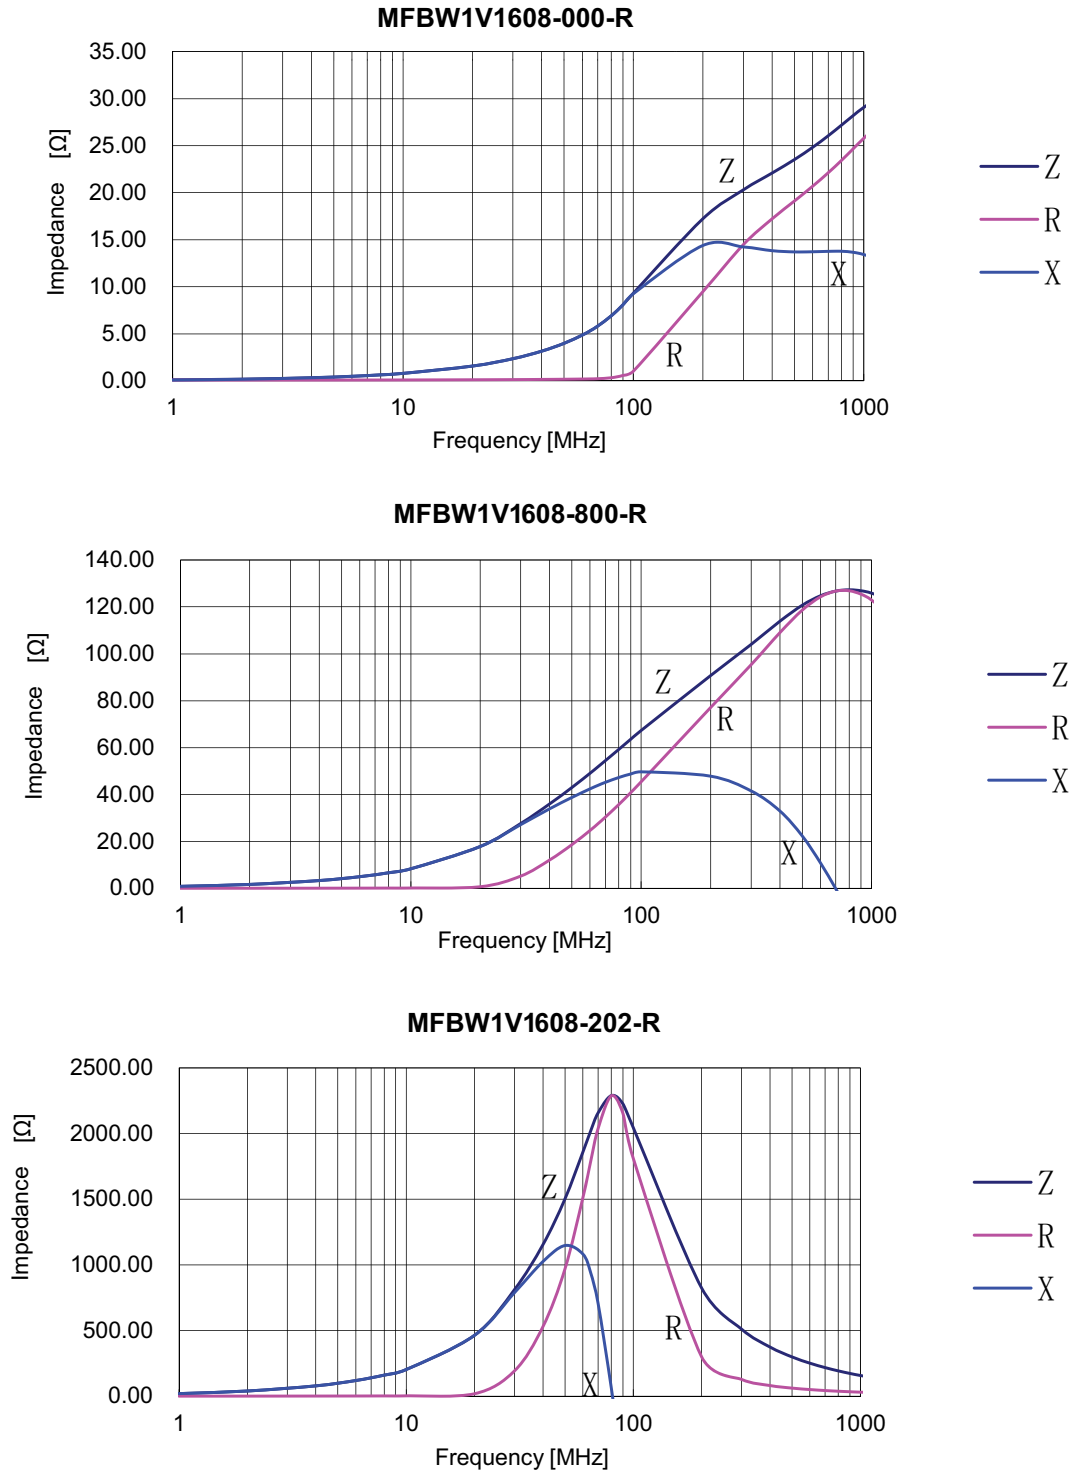 MFBW1V1608-000-R
35.00
30.00
25.00
20.00
15.00
10.00
5.00
0.00
Impedance [Ω]
Z
R
X
1 10 100 1000
Frequency [MHz]
Z
R
X
MFBW1V1608-800-R
140.00
120.00
100.00
80.00
60.00
40.00
20.00
0.00
Impedance [Ω]
Z
R
X
1 10 100 1000
Frequency [MHz]
Z
R
X
MFBW1V1608-202-R
2500.00
2000.00
1500.00
1000.00
500.00
0.00
Impedance [Ω]
Z
R
X
1 10 100 1000
Frequency [MHz]
Z
R
X